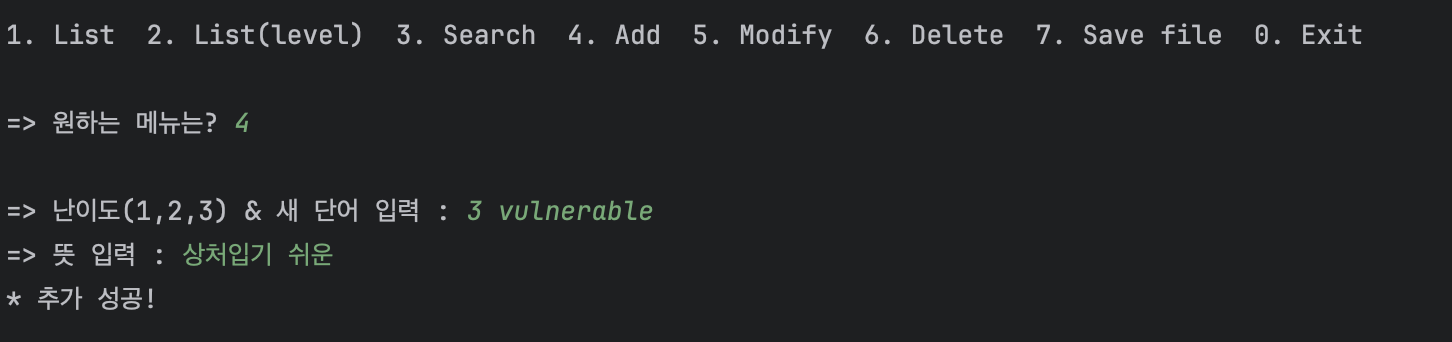 1. List  2. List(level)  3. Search  4. Add  5. Modify  6. Delete  7. Save file  0. Exit
=> 원하는 메뉴는? 4
=> 난이도(1,2,3) & 새 단어 입력 : 3 vulnerable
=> 뜻 입력 : 상처입기 쉬운
* 추가 성공!